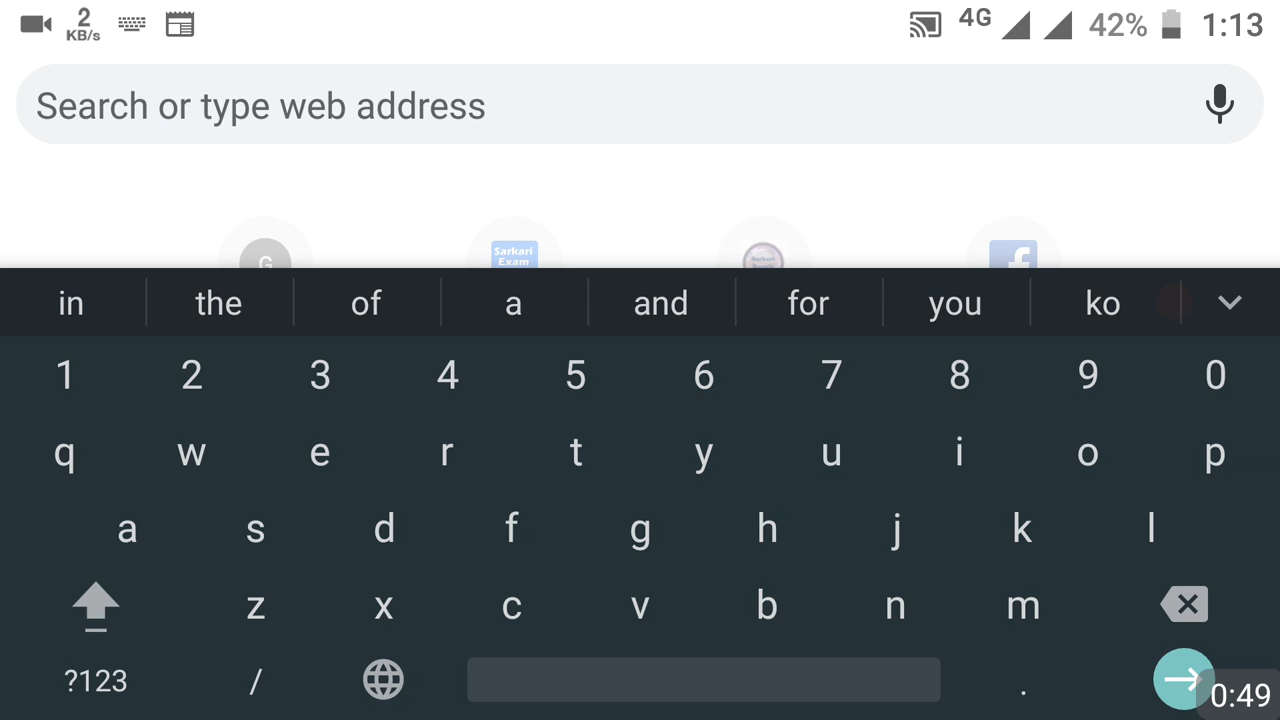 2
KB/s
4G 42% 1:13
Search or type web address
G
Sarkari
Exam
f
in the of a and for you ko
1 2 3 4 5 6 7 8 9 0
q w e r t y u i o p
a s d f g h j k l
z x c v b n m
?123 / .
0:49